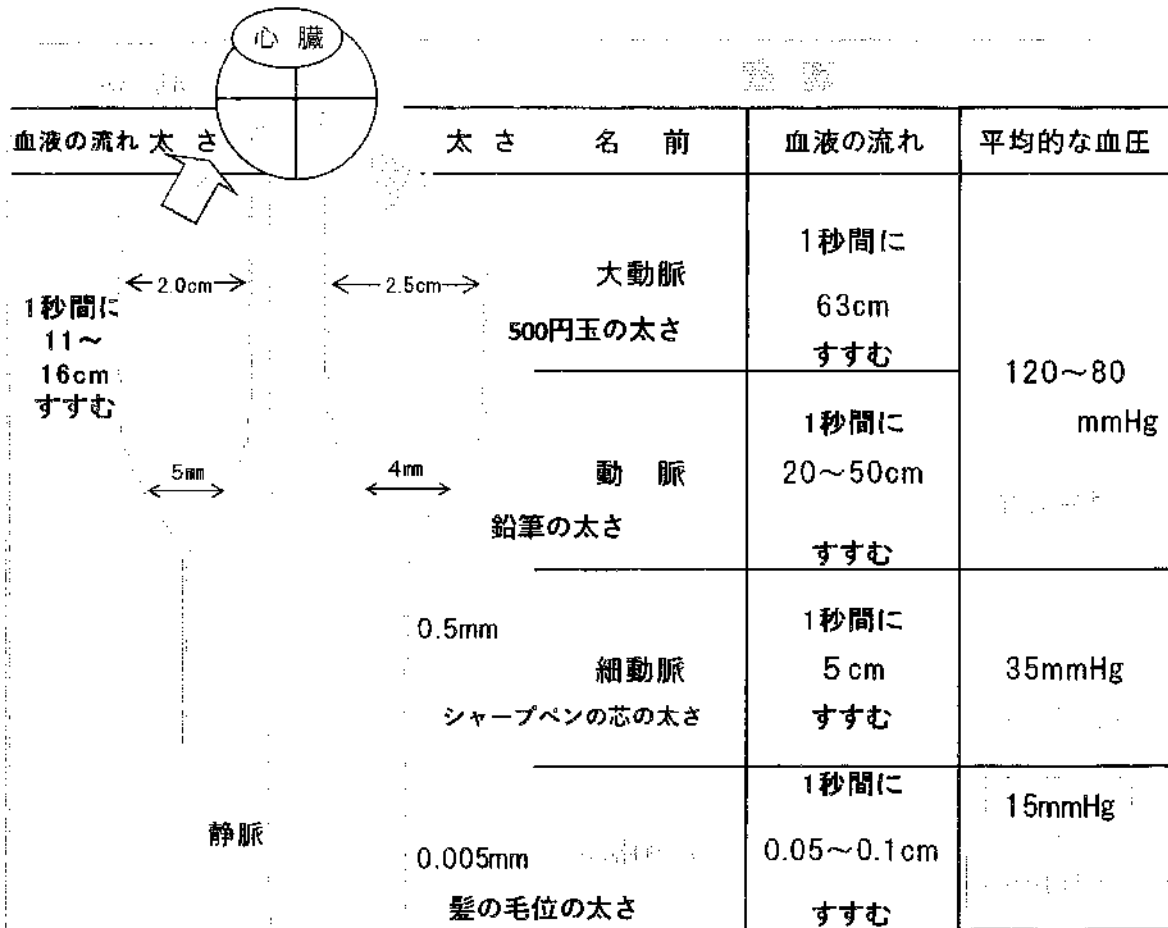 心 臓
血液の流れ 太 さ
太 さ 名 前 血液の流れ 平均的な血圧
1秒間に
11～
16cm
すすむ
2.0cm
2.5cm
大動脈
500円玉の太さ
1秒間に
63cm
すすむ
120～80
mmHg
5mm
4mm
動 脈
鉛筆の太さ
1秒間に
20～50cm
すすむ
0.5mm
細動脈
シャープペンの芯の太さ
1秒間に
5cm
すすむ
35mmHg
静脈
0.005mm
髪の毛位の太さ
1秒間に
0.05～0.1cm
すすむ
15mmHg